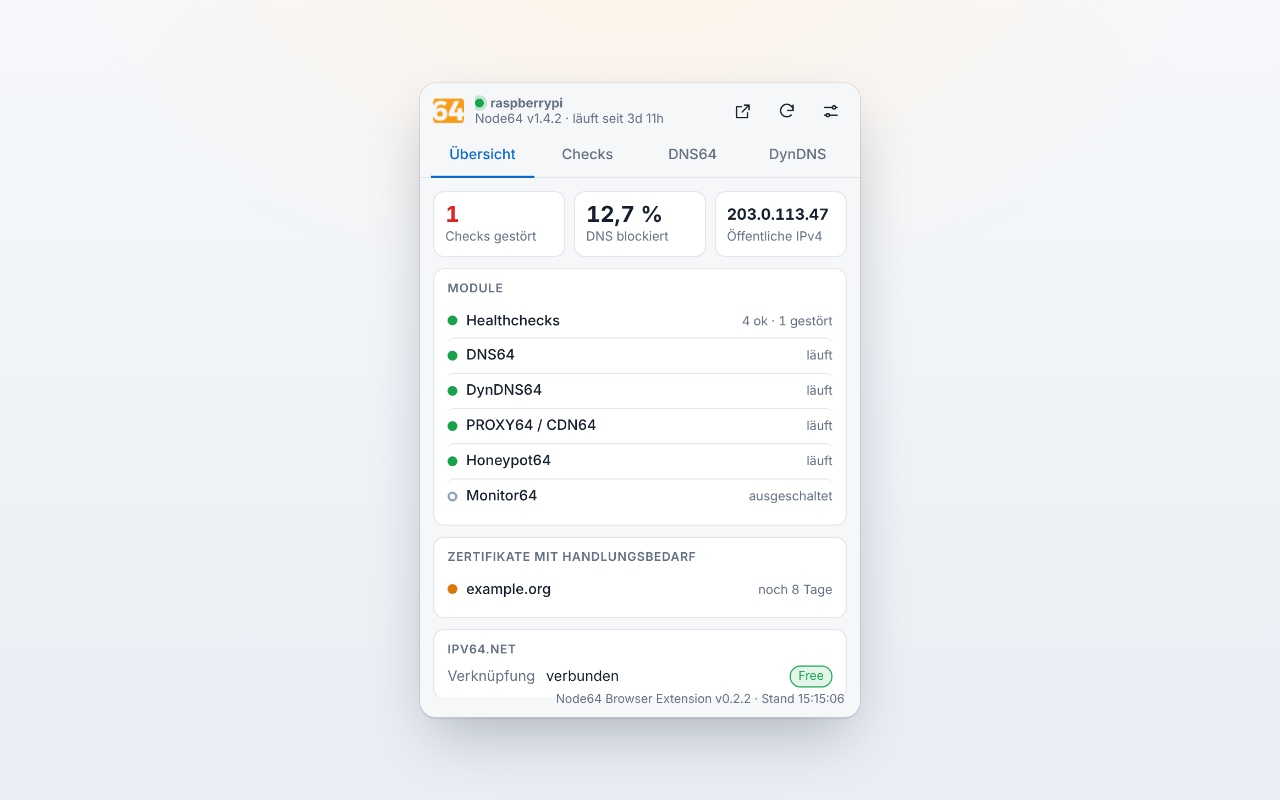 64 raspberrypi
Node64 v1.4.2 · läuft seit 3d 11h
Übersicht Checks DNS64 DynDNS
1 12,7 % 203.0.113.47
Checks gestört DNS blockiert Öffentliche IPv4
MODULE
Healthchecks 4 ok · 1 gestört
DNS64 läuft
DynDNS64 läuft
PROXY64 / CDN64 läuft
Honeypot64 läuft
Monitor64 ausgeschaltet
ZERTIFIKATE MIT HANDLUNGSBEDARF
example.org noch 8 Tage
IPV64.NET
Verknüpfung verbunden Free
Node64 Browser Extension v0.2.2 · Stand 15:15:06